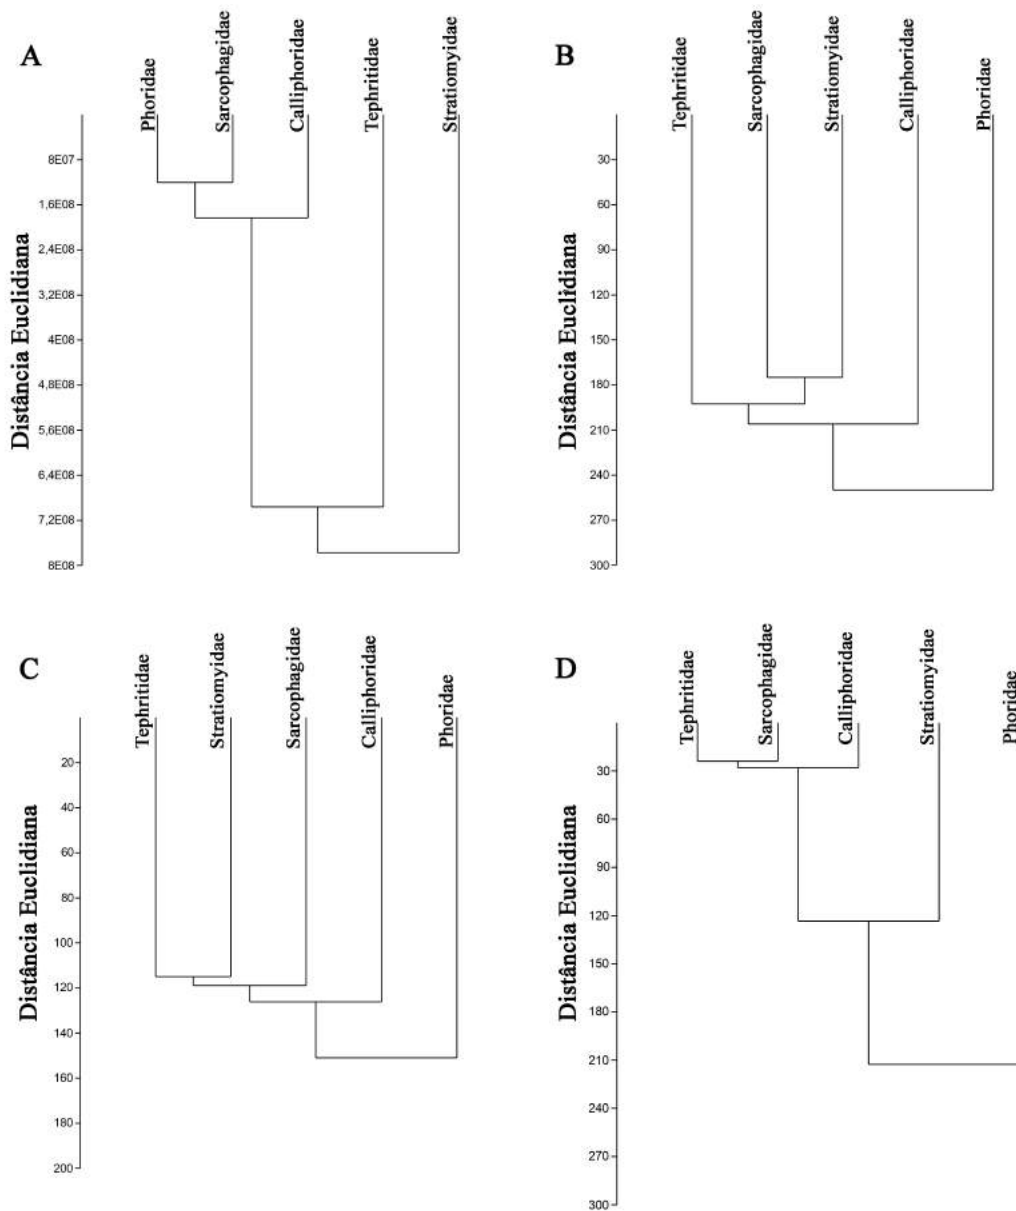 A
Phoridae
Sarcophagidae
Calliphoridae
Tephritidae
Stratiomyidae
Distância Euclidiana
8E07
1,6E08
2,4E08
3,2E08
4E08
4,8E08
5,6E08
6,4E08
7,2E08
8E08
B
Tephritidae
Sarcophagidae
Stratiomyidae
Calliphoridae
Phoridae
Distância Euclidiana
30
60
90
120
150
180
210
240
270
300
C
Tephritidae
Stratiomyidae
Sarcophagidae
Calliphoridae
Phoridae
Distância Euclidiana
20
40
60
80
100
120
140
160
180
200
D
Tephritidae
Sarcophagidae
Calliphoridae
Stratiomyidae
Phoridae
Distância Euclidiana
30
60
90
120
150
180
210
240
270
300